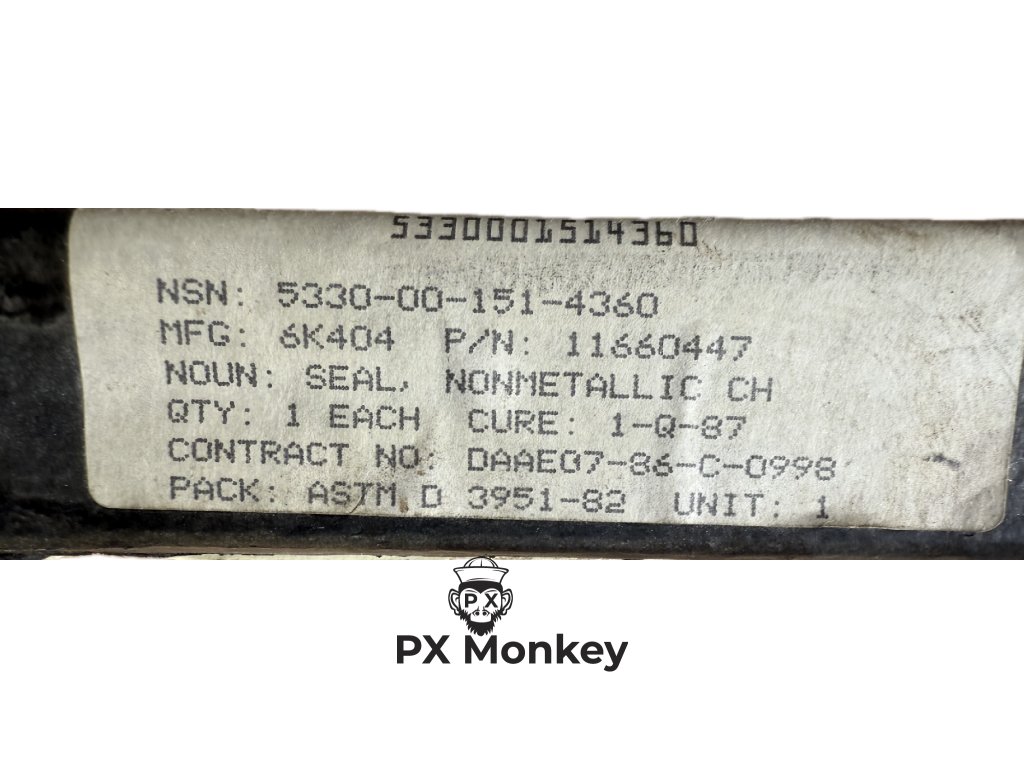 5330001514360
NSN: 5330-00-151-4360
MFG: 6K404 P/N: 11660447
NOUN: SEAL, NONMETALLIC CH
QTY: 1 EACH CURE: 1-Q-87
CONTRACT NO: DAAE07-86-C-0998
PACK: ASTM D 3951-82 UNIT: 1
PX
PX Monkey